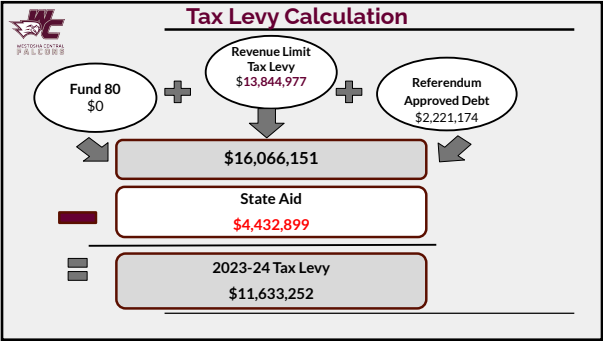 Tax Levy Calculation
WC
WESTOSHA CENTRAL
FALCONS
Fund 80
$0
Revenue Limit
Tax Levy
$13,844,977
Referendum
Approved Debt
$2,221,174
$16,066,151
State Aid
$4,432,899
2023-24 Tax Levy
$11,633,252